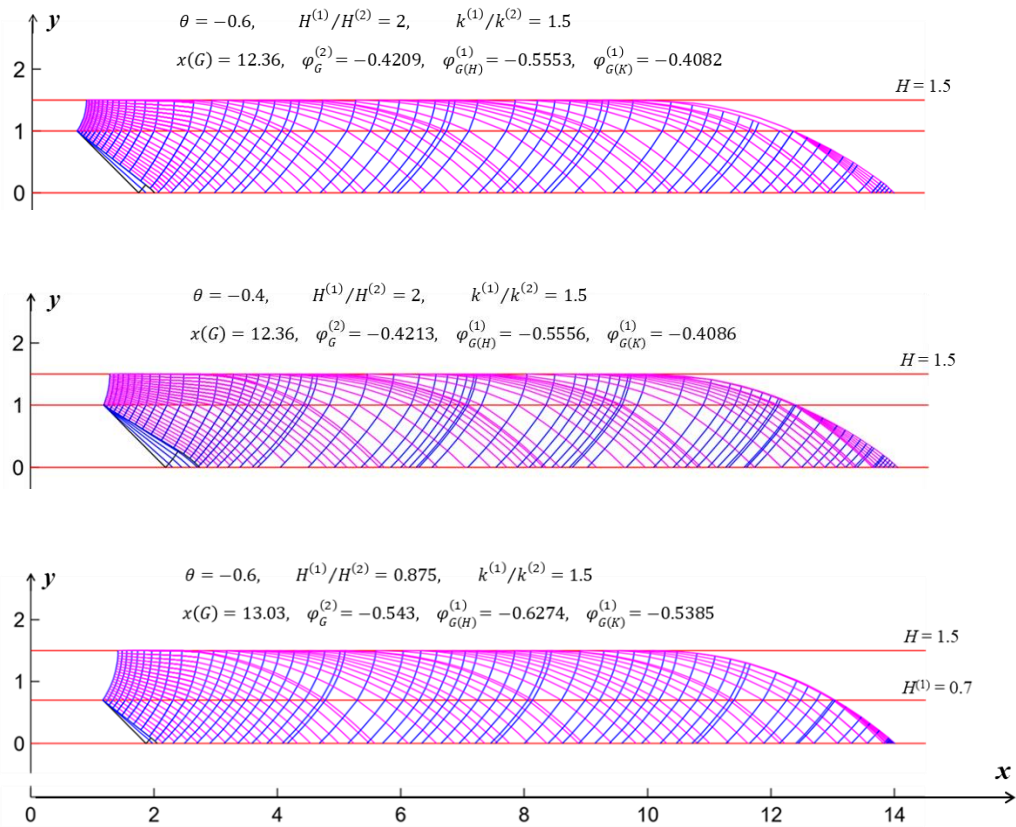 y
θ = −0.6, H⁽¹⁾/H⁽²⁾ = 2, k⁽¹⁾/k⁽²⁾ = 1.5
x(G) = 12.36, φ_G⁽²⁾ = −0.4209, φ_G(H)⁽¹⁾ = −0.5553, φ_G(K)⁽¹⁾ = −0.4082
2
H = 1.5
1
0
y
θ = −0.4, H⁽¹⁾/H⁽²⁾ = 2, k⁽¹⁾/k⁽²⁾ = 1.5
x(G) = 12.36, φ_G⁽²⁾ = −0.4213, φ_G(H)⁽¹⁾ = −0.5556, φ_G(K)⁽¹⁾ = −0.4086
2
H = 1.5
1
0
y
θ = −0.6, H⁽¹⁾/H⁽²⁾ = 0.875, k⁽¹⁾/k⁽²⁾ = 1.5
x(G) = 13.03, φ_G⁽²⁾ = −0.543, φ_G(H)⁽¹⁾ = −0.6274, φ_G(K)⁽¹⁾ = −0.5385
2
H = 1.5
1
H⁽¹⁾ = 0.7
0
x
0 2 4 6 8 10 12 14